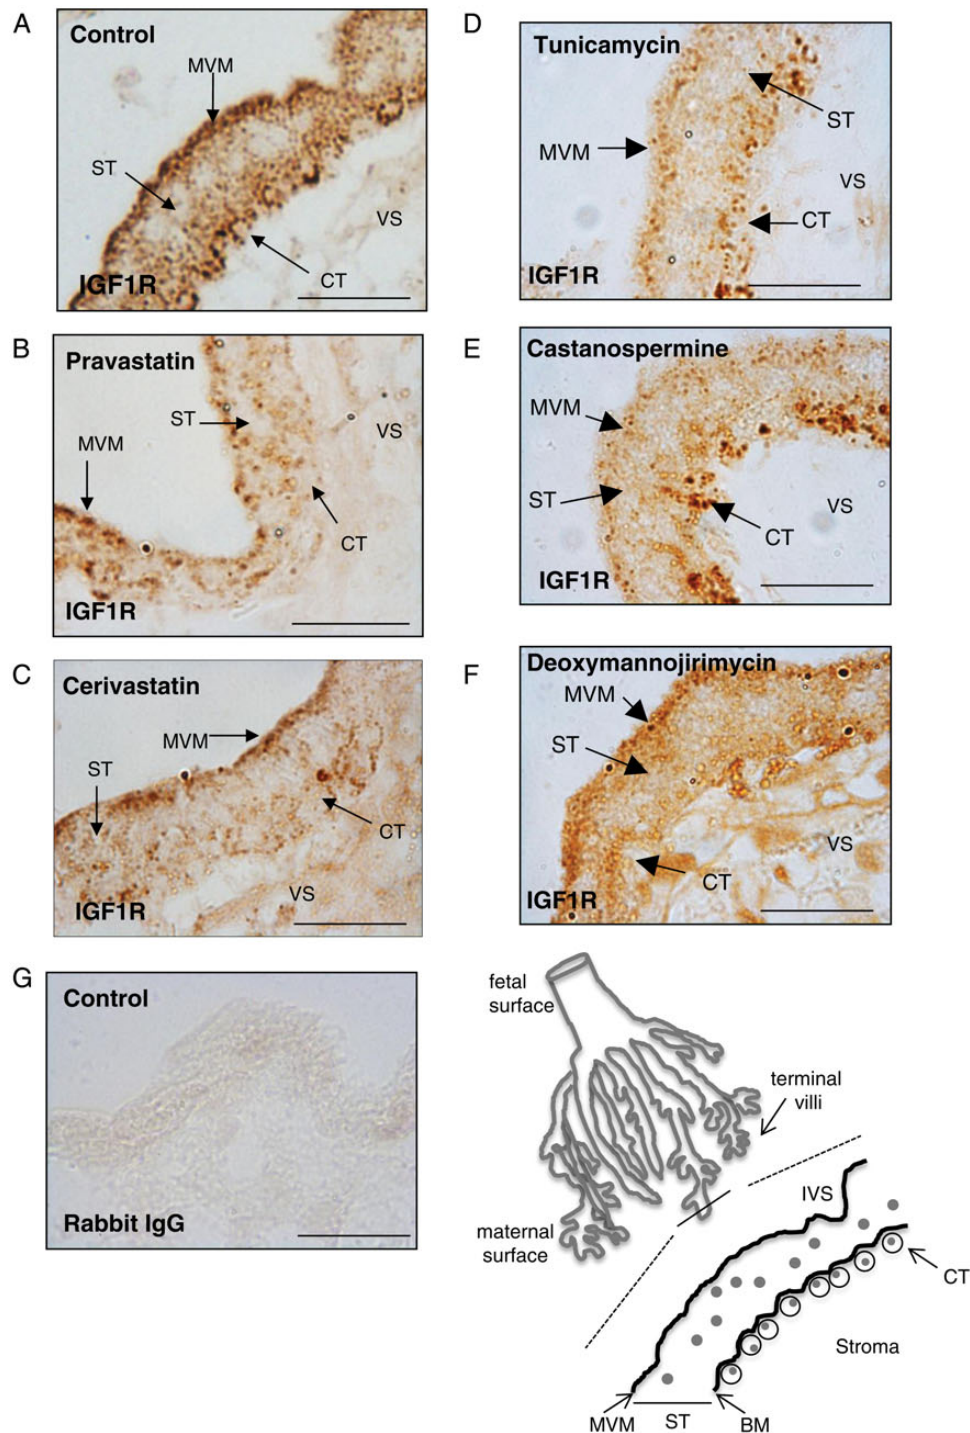 A
Control
MVM
ST
VS
CT
IGF1R
B
Pravastatin
ST
VS
MVM
CT
IGF1R
C
Cerivastatin
MVM
ST
CT
VS
IGF1R
G
Control
Rabbit IgG
D
Tunicamycin
ST
MVM
VS
CT
IGF1R
E
Castanospermine
MVM
ST
VS
CT
IGF1R
F
Deoxymannojirimycin
MVM
ST
VS
CT
IGF1R
fetal
surface
terminal
villi
IVS
maternal
surface
CT
Stroma
MVM
ST
BM